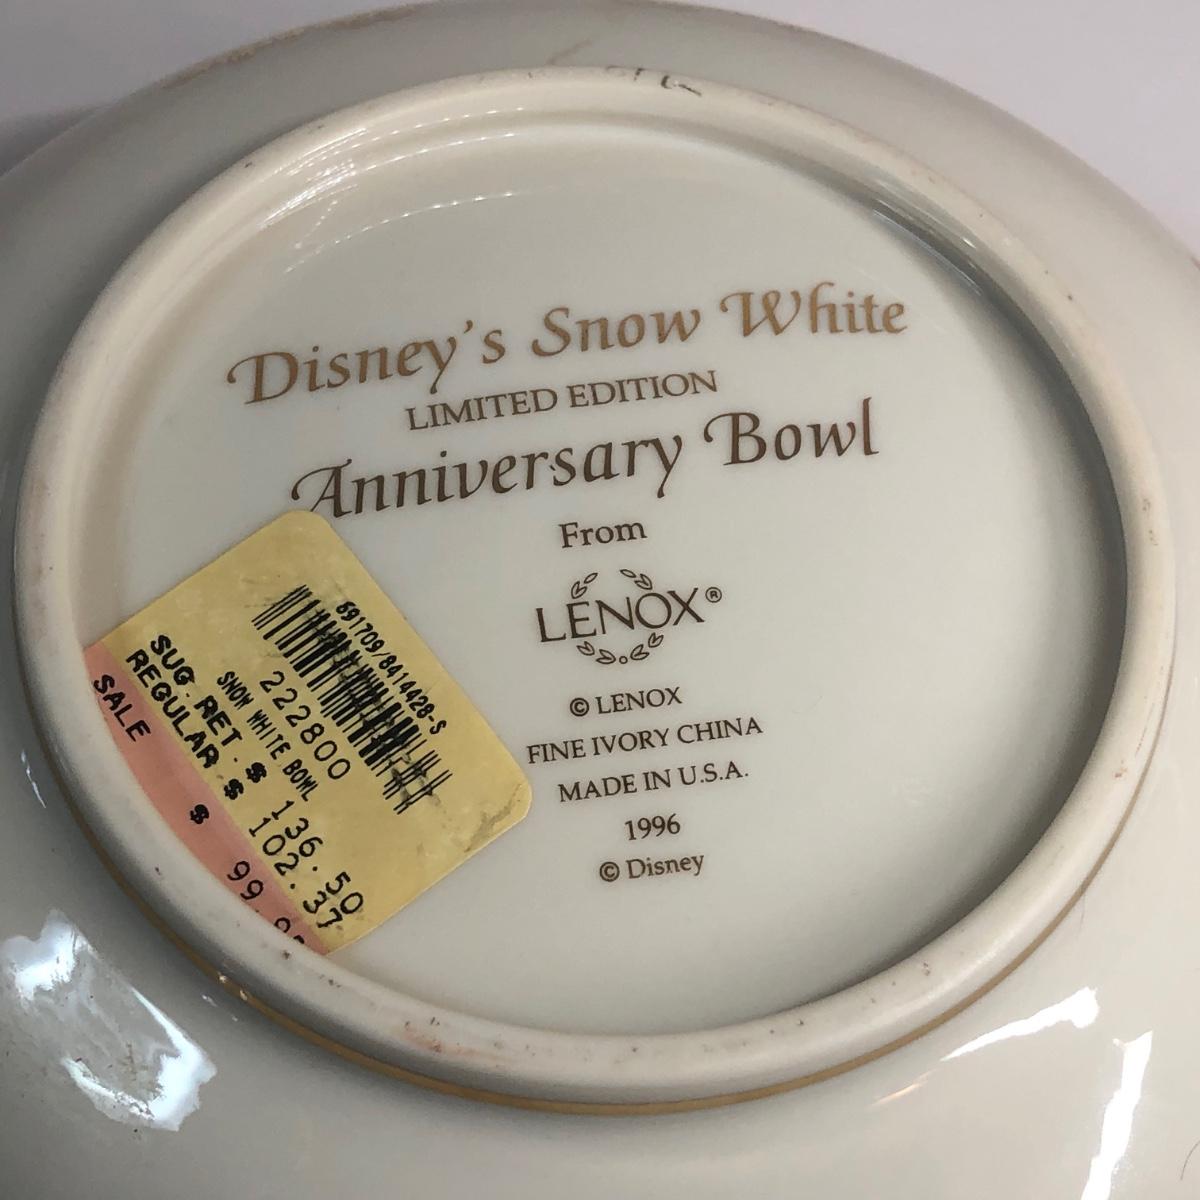 Disney's Snow White
LIMITED EDITION
Anniversary Bowl
From
LENOX®
© LENOX
FINE IVORY CHINA
MADE IN U.S.A.
1996
© Disney
691709/8414428-S
222800
SNOW WHITE BOWL
SUG. RET. $ 136.50
REGULAR $ 102.37
SALE $ 99.